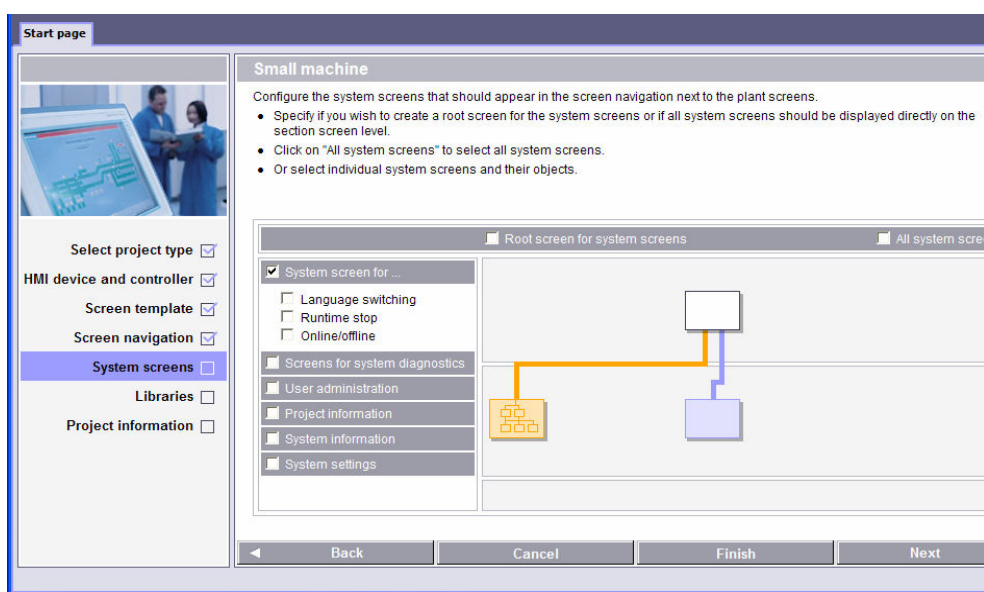 Start page
Small machine
Configure the system screens that should appear in the screen navigation next to the plant screens.
• Specify if you wish to create a root screen for the system screens or if all system screens should be displayed directly on the
section screen level.
• Click on "All system screens" to select all system screens.
• Or select individual system screens and their objects.
Select project type
HMI device and controller
Screen template
Screen navigation
System screens
Libraries
Project information
Root screen for system screens
All system scre
System screen for ...
Language switching
Runtime stop
Online/offline
Screens for system diagnostics
User administration
Project information
System information
System settings
Back
Cancel
Finish
Next